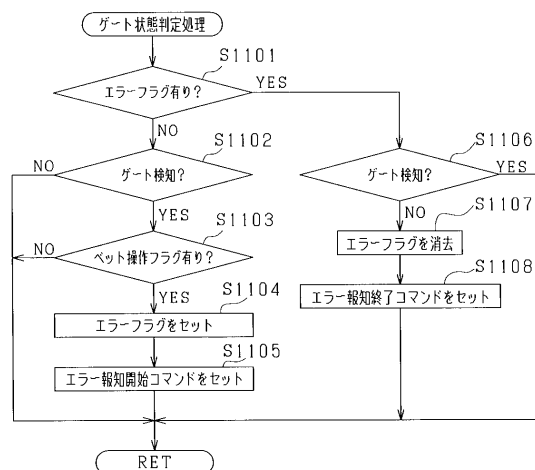 ゲート状態判定処理
S1101
エラーフラグ有り?
YES
NO
S1102
NO
ゲート検知?
YES
S1103
NO
ベット操作フラグ有り?
YES
S1104
エラーフラグをセット
S1105
エラー報知開始コマンドをセット
S1106
ゲート検知?
YES
NO
S1107
エラーフラグを消去
S1108
エラー報知終了コマンドをセット
RET